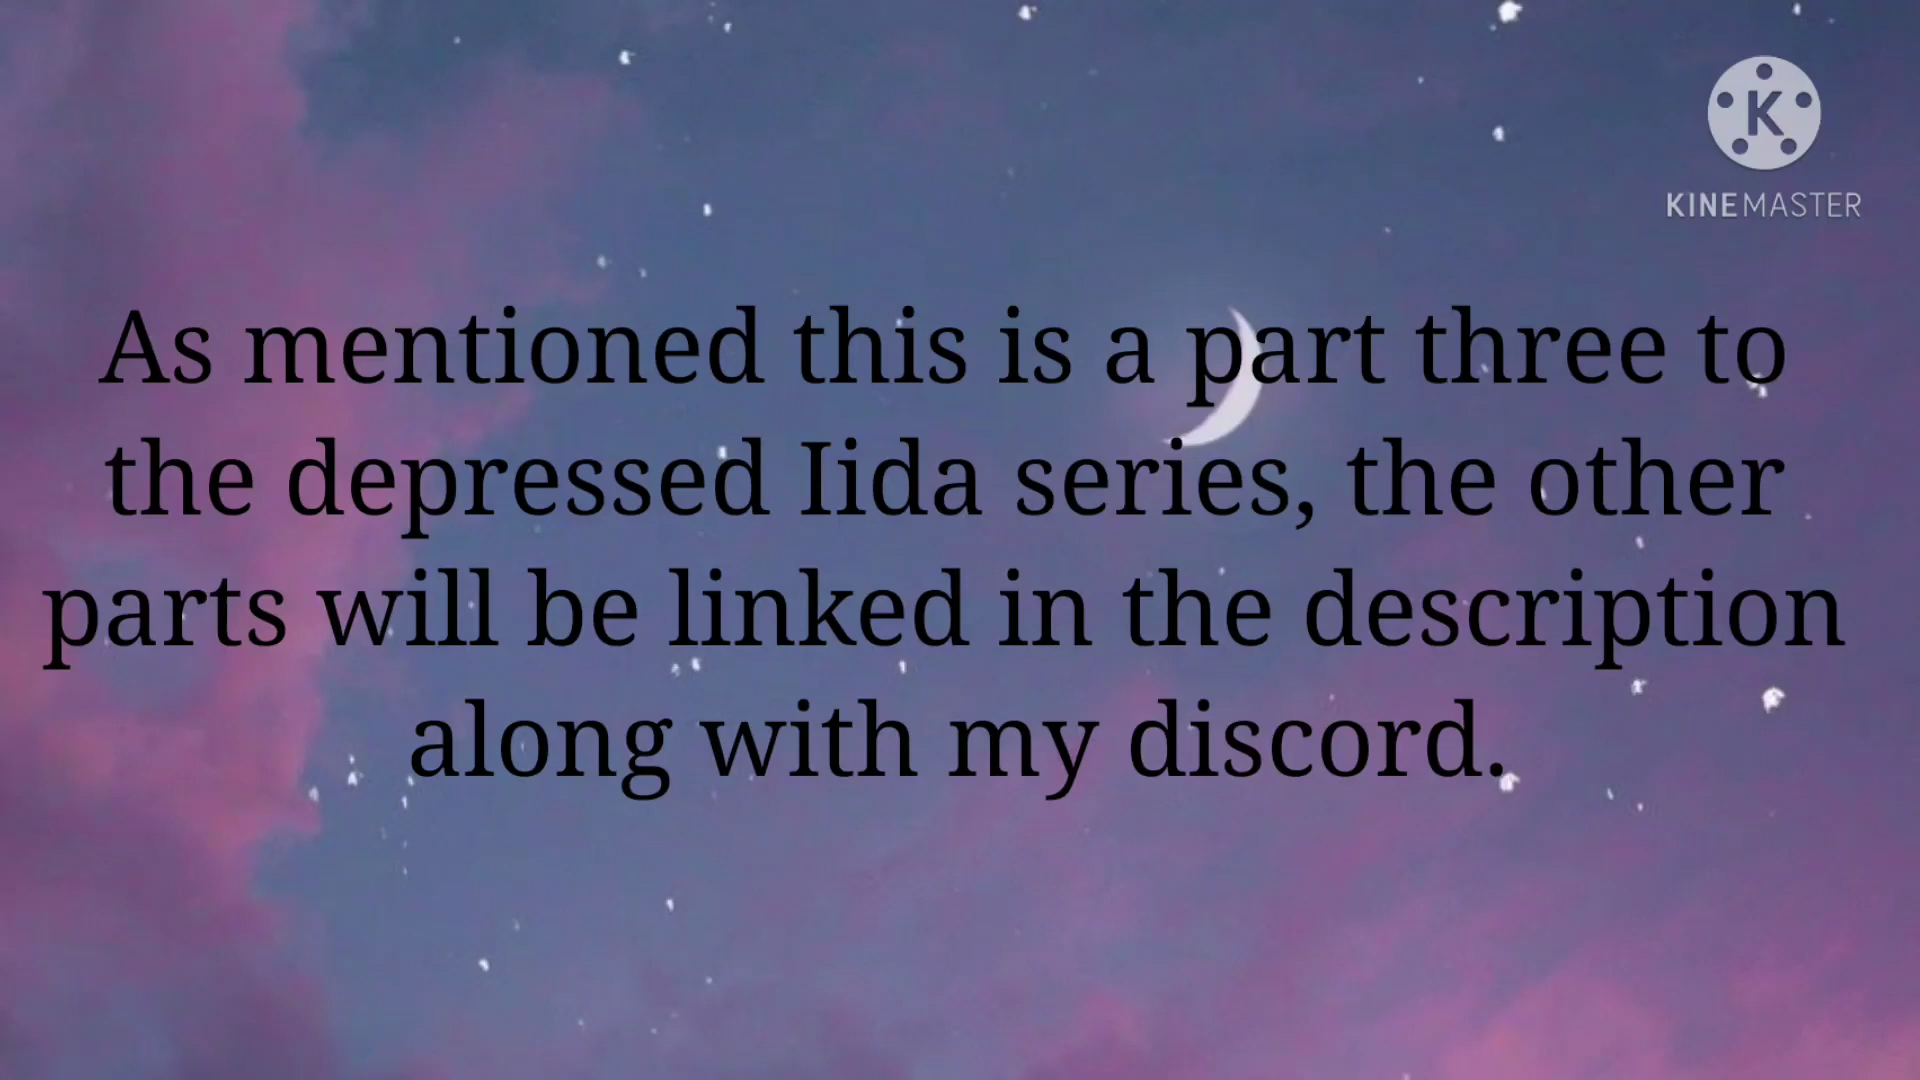 K
KINEMASTER
As mentioned this is a part three to
the depressed Iida series, the other
parts will be linked in the description
along with my discord.